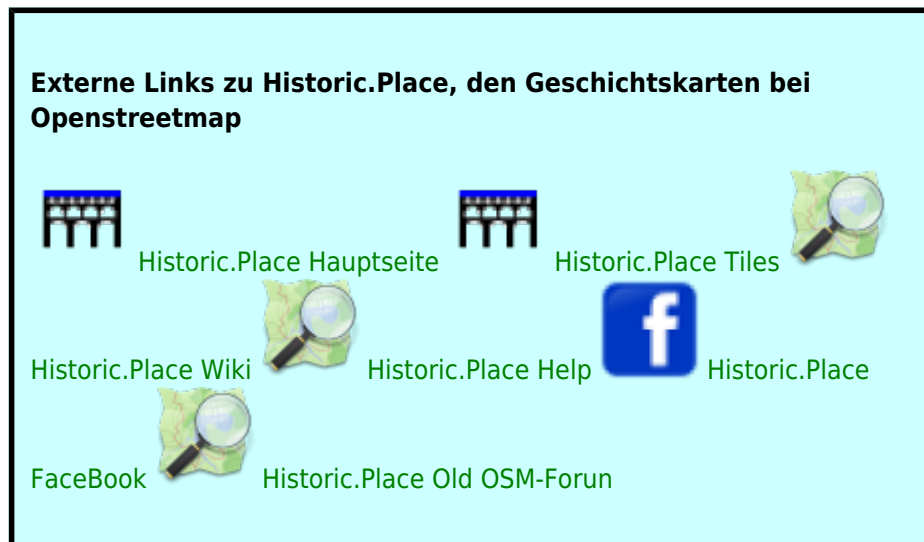 Externe Links zu Historic.Place, den Geschichtskarten bei
Openstreetmap
Historic.Place Hauptseite Historic.Place Tiles
Historic.Place Wiki Historic.Place Help Historic.Place
FaceBook Historic.Place Old OSM-Forun